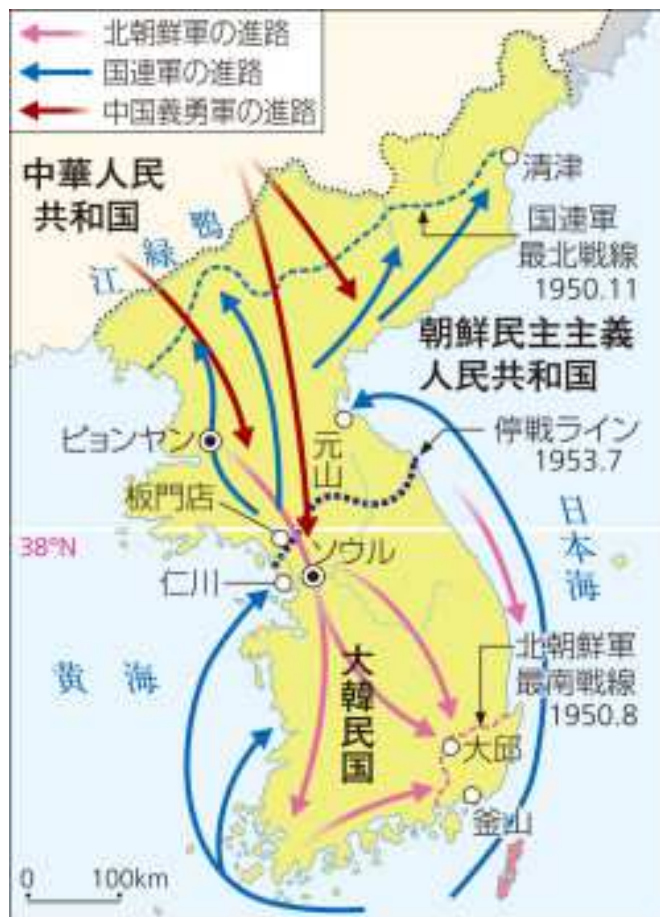 北朝鮮軍の進路
国連軍の進路
中国義勇軍の進路
中華人民
共和国
江緑鴨
清津
国連軍
最北戦線
1950.11
朝鮮民主主義
人民共和国
ピョンヤン
元山
停戦ライン
1953.7
板門店
38°N
ソウル
仁川
日本海
黄海
大韓民国
北朝鮮軍
最南戦線
1950.8
大邱
釜山
0 100km